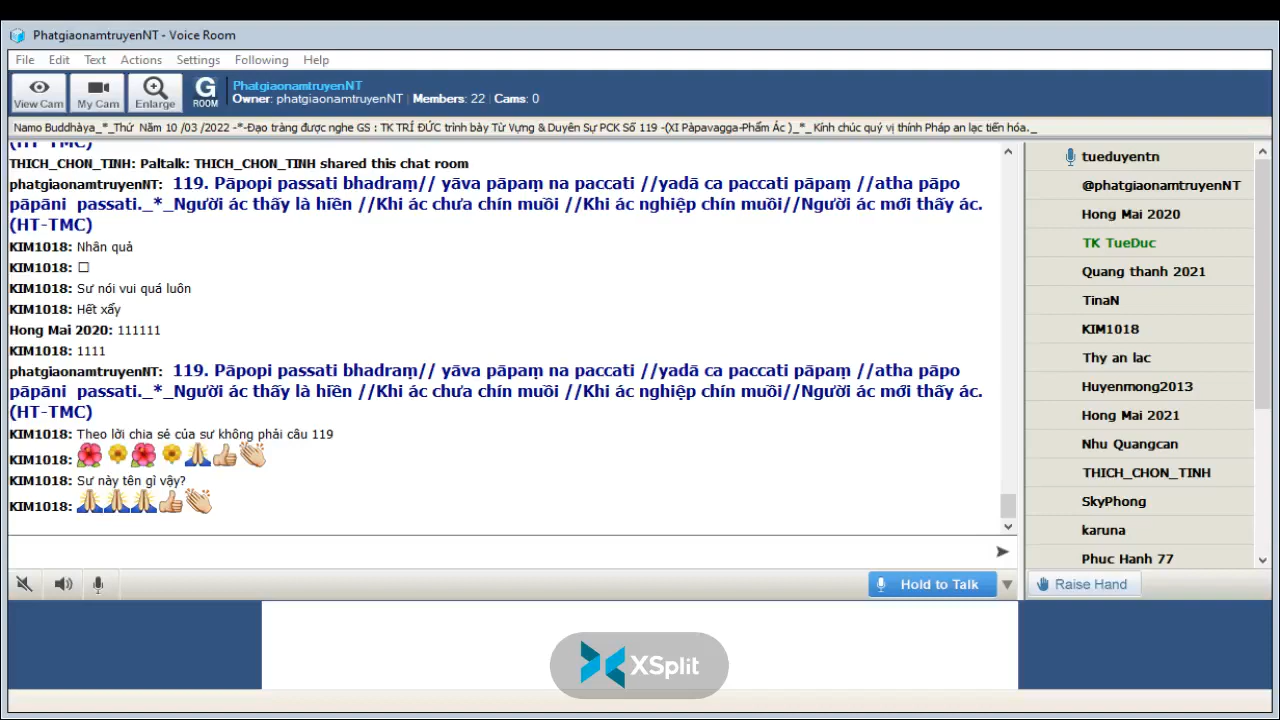 PhatgiaonamtruyenNT - Voice Room
File Edit Text Actions Settings Following Help
View Cam My Cam Enlarge G ROOM
PhatgiaonamtruyenNT
Owner: phatgiaonamtruyenNT | Members: 22 | Cams: 0
Namo Buddhàya_*_Thứ Năm 10 /03 /2022 -*-Đạo tràng được nghe GS : TK TRÍ ĐỨC trình bày Từ Vựng & Duyên Sự PCK Số 119 -(XI Pàpavagga-Phẩm Ác )_*_ Kính chúc quý vị thính Pháp an lạc tiến hóa._
(HT-TMC)
THICH_CHON_TINH: Paltalk: THICH_CHON_TINH shared this chat room
phatgiaonamtruyenNT: 119. Pāpopi passati bhadraṃ// yāva pāpaṃ na paccati //yadā ca paccati pāpaṃ //atha pāpo
pāpāni passati._*_Người ác thấy là hiền //Khi ác chưa chín muồi //Khi ác nghiệp chín muồi//Người ác mới thấy ác.
(HT-TMC)
KIM1018: Nhân quả
KIM1018: □
KIM1018: Sư nói vui quá luôn
KIM1018: Hết xẩy
Hong Mai 2020: 111111
KIM1018: 1111
phatgiaonamtruyenNT: 119. Pāpopi passati bhadraṃ// yāva pāpaṃ na paccati //yadā ca paccati pāpaṃ //atha pāpo
pāpāni passati._*_Người ác thấy là hiền //Khi ác chưa chín muồi //Khi ác nghiệp chín muồi//Người ác mới thấy ác.
(HT-TMC)
KIM1018: Theo lời chia sẻ của sư không phải câu 119
KIM1018: 🌺🌻🌺🌻🙏👍👏
KIM1018: Sư này tên gì vậy?
KIM1018: 🙏🙏🙏👍👏
tueduyentn
@phatgiaonamtruyenNT
Hong Mai 2020
TK TueDuc
Quang thanh 2021
TinaN
KIM1018
Thy an lac
Huyenmong2013
Hong Mai 2021
Nhu Quangcan
THICH_CHON_TINH
SkyPhong
karuna
Phuc Hanh 77
Hold to Talk
Raise Hand
XSplit